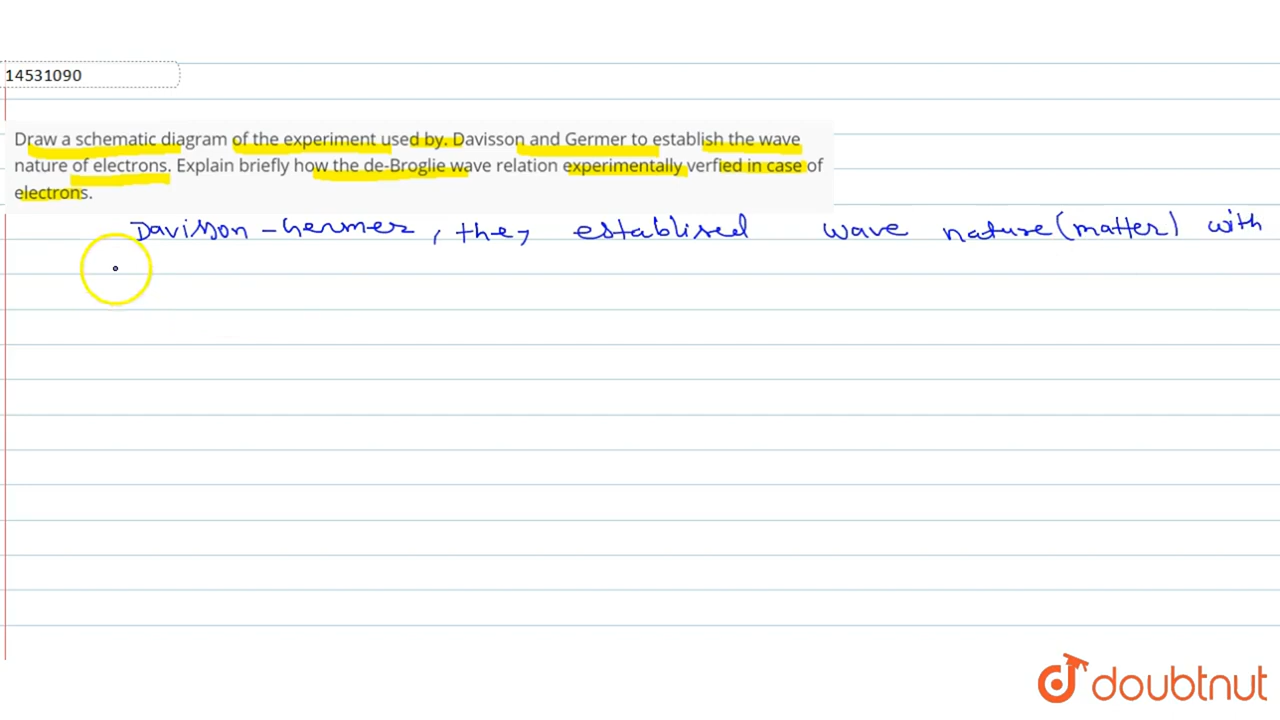 14531090
Draw a schematic diagram of the experiment used by. Davisson and Germer to establish the wave
nature of electrons. Explain briefly how the de-Broglie wave relation experimentally verfied in case of
electrons.
Davisson - Germer, they establised wave nature (matter) with
doubtnut